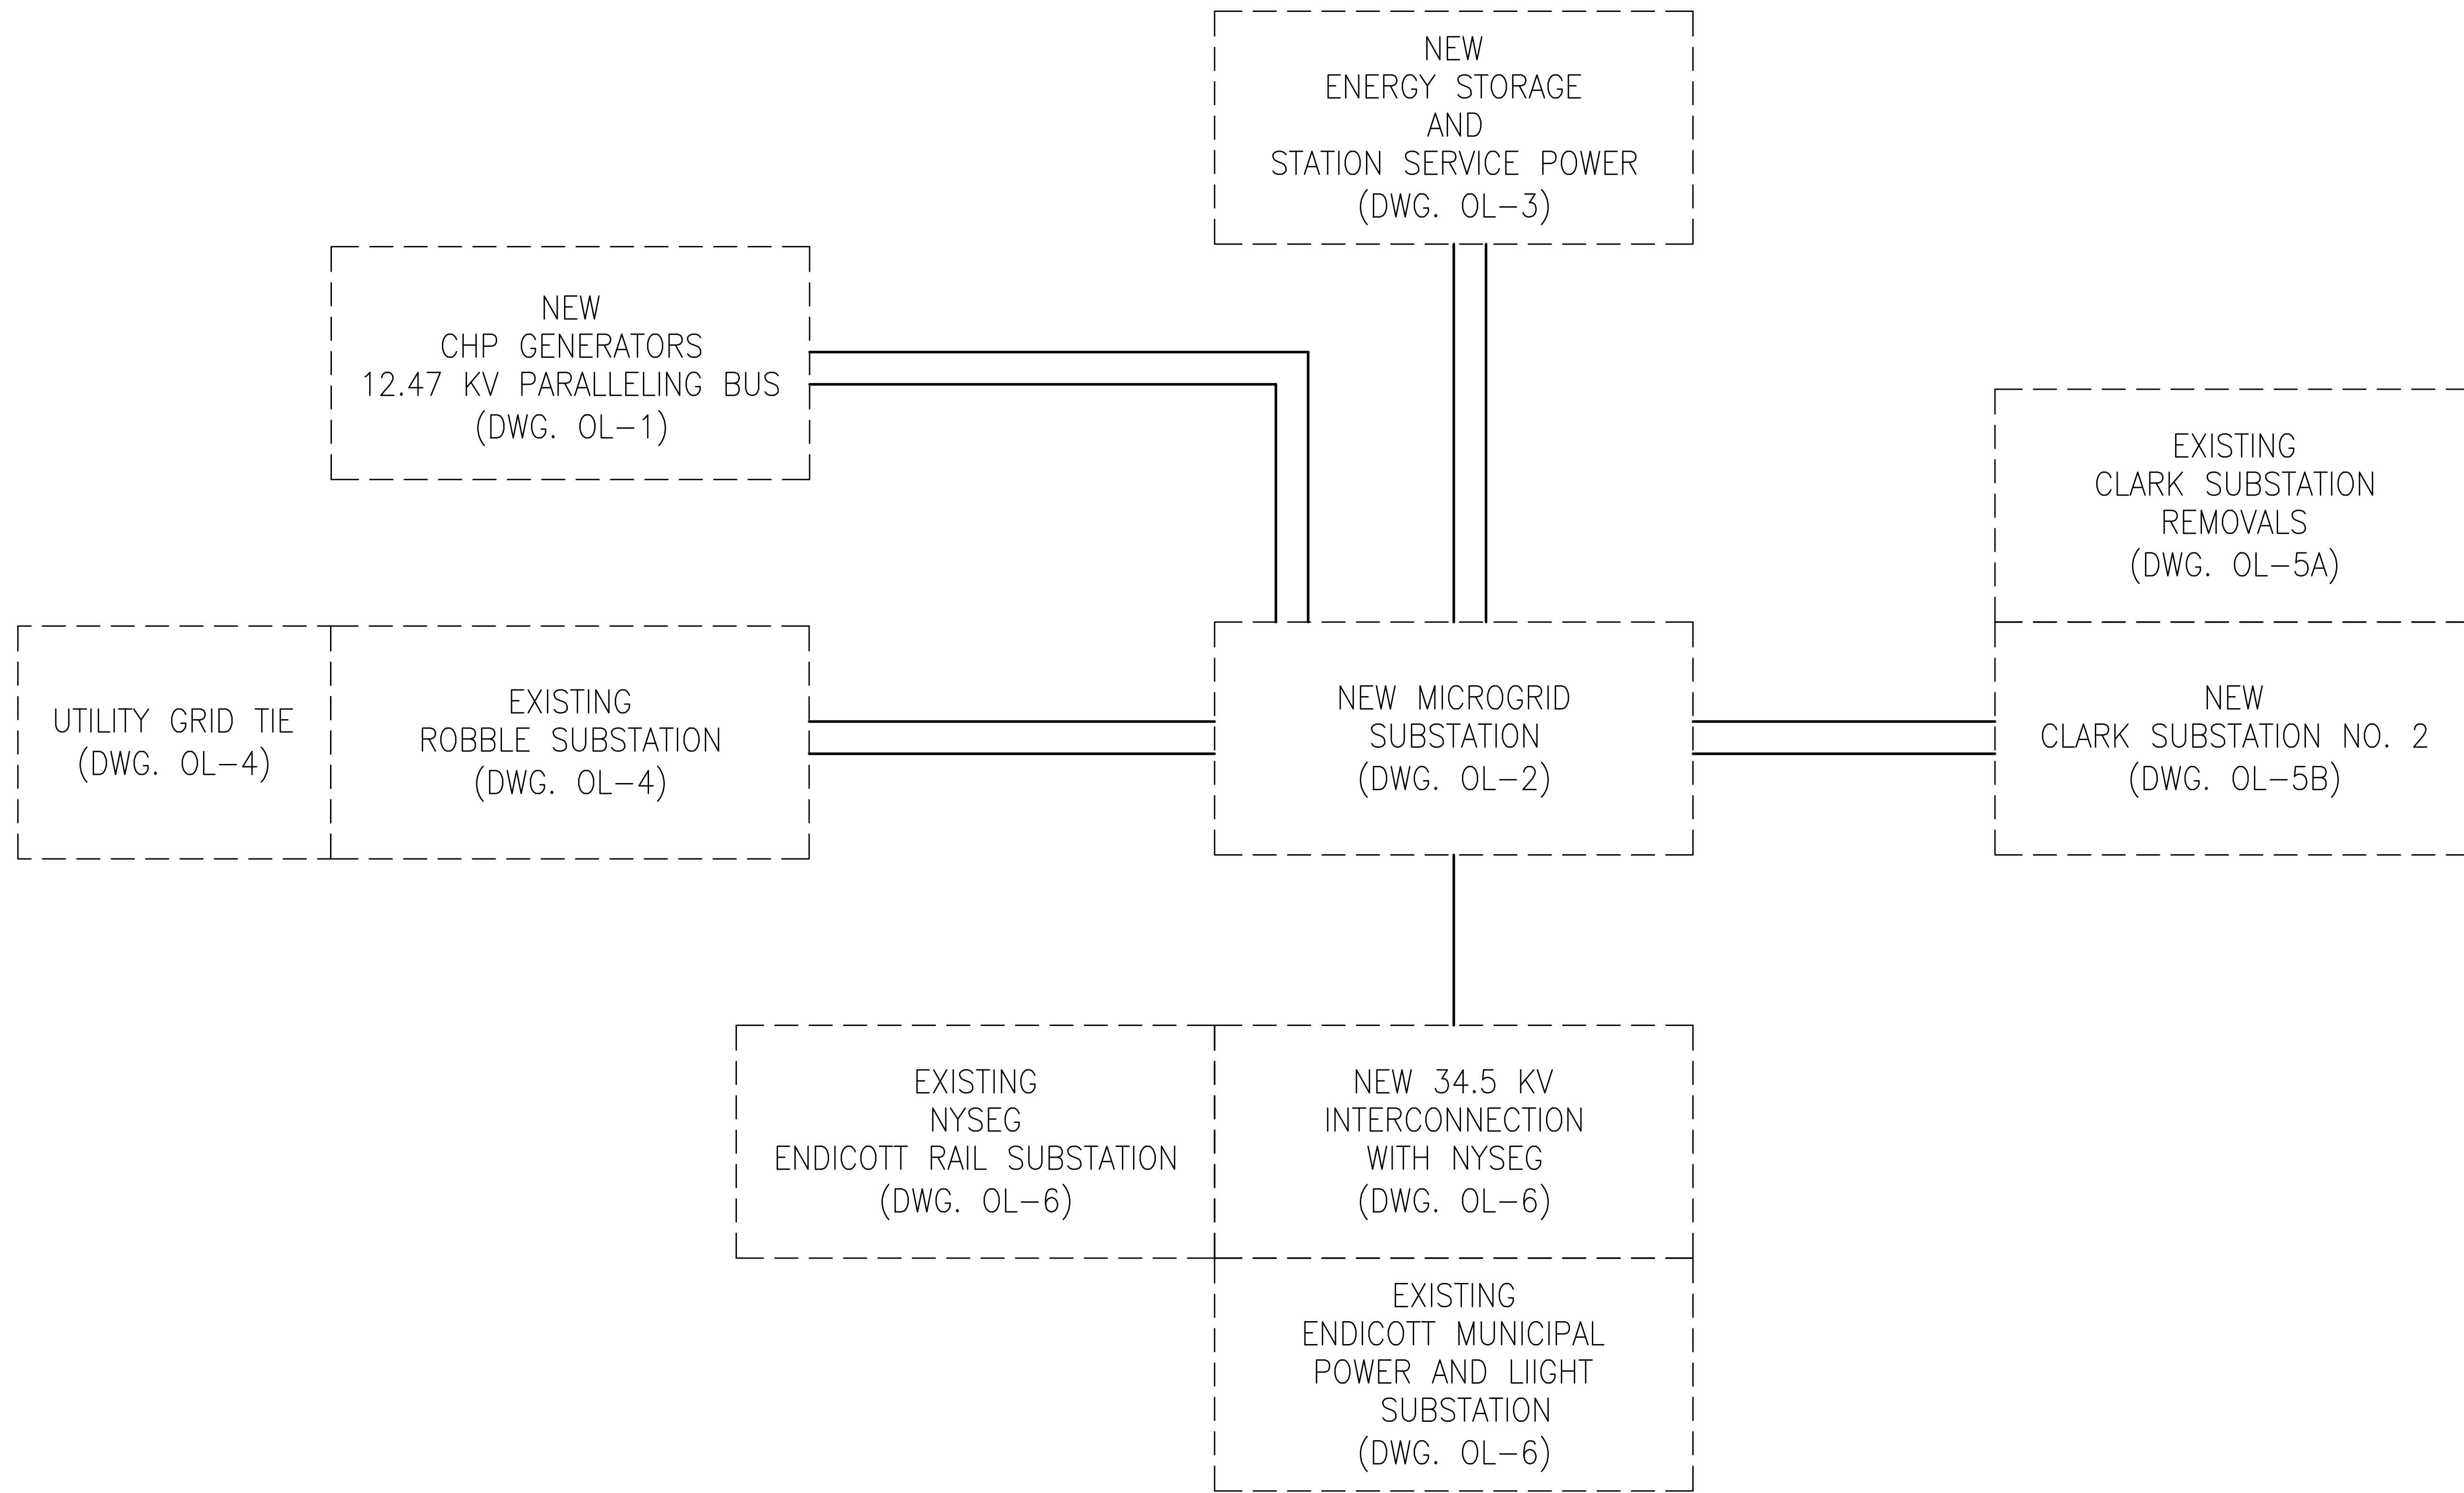 NEW
ENERGY STORAGE
AND
STATION SERVICE POWER
(DWG. OL-3)
NEW
CHP GENERATORS
12.47 KV PARALLELING BUS
(DWG. OL-1)
EXISTING
CLARK SUBSTATION
REMOVALS
(DWG. OL-5A)
UTILITY GRID TIE
(DWG. OL-4)
EXISTING
ROBBLE SUBSTATION
(DWG. OL-4)
NEW MICROGRID
SUBSTATION
(DWG. OL-2)
NEW
CLARK SUBSTATION NO. 2
(DWG. OL-5B)
EXISTING
NYSEG
ENDICOTT RAIL SUBSTATION
(DWG. OL-6)
NEW 34.5 KV
INTERCONNECTION
WITH NYSEG
(DWG. OL-6)
EXISTING
ENDICOTT MUNICIPAL
POWER AND LIIGHT
SUBSTATION
(DWG. OL-6)